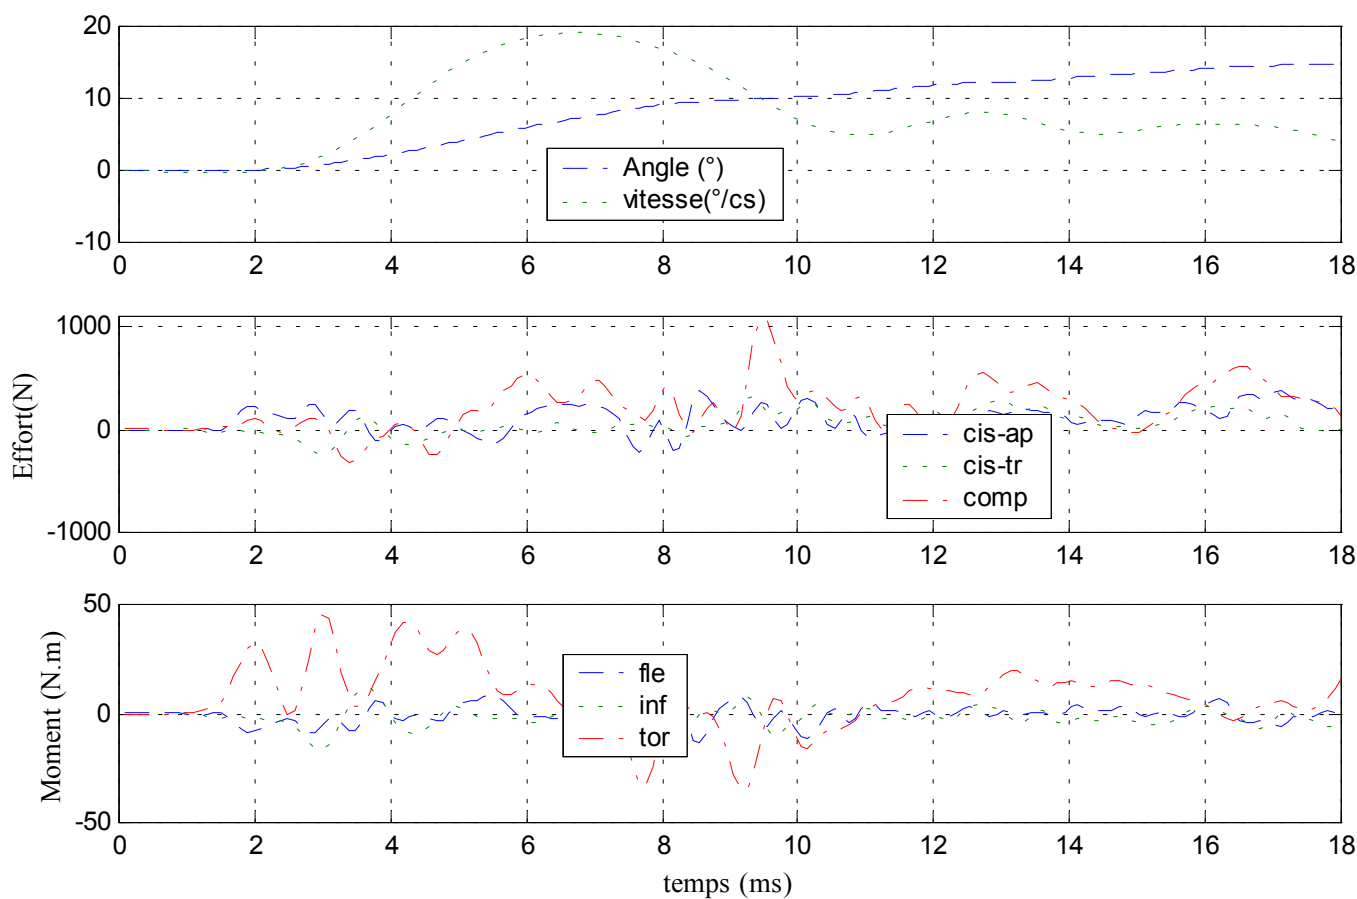 20
10
0
-10
0 2 4 6 8 10 12 14 16 18
Angle (°)
vitesse(°/cs)
Effort(N)
1000
0
-1000
0 2 4 6 8 10 12 14 16 18
cis-ap
cis-tr
comp
Moment (N.m)
50
0
-50
0 2 4 6 8 10 12 14 16 18
fle
inf
tor
temps (ms)